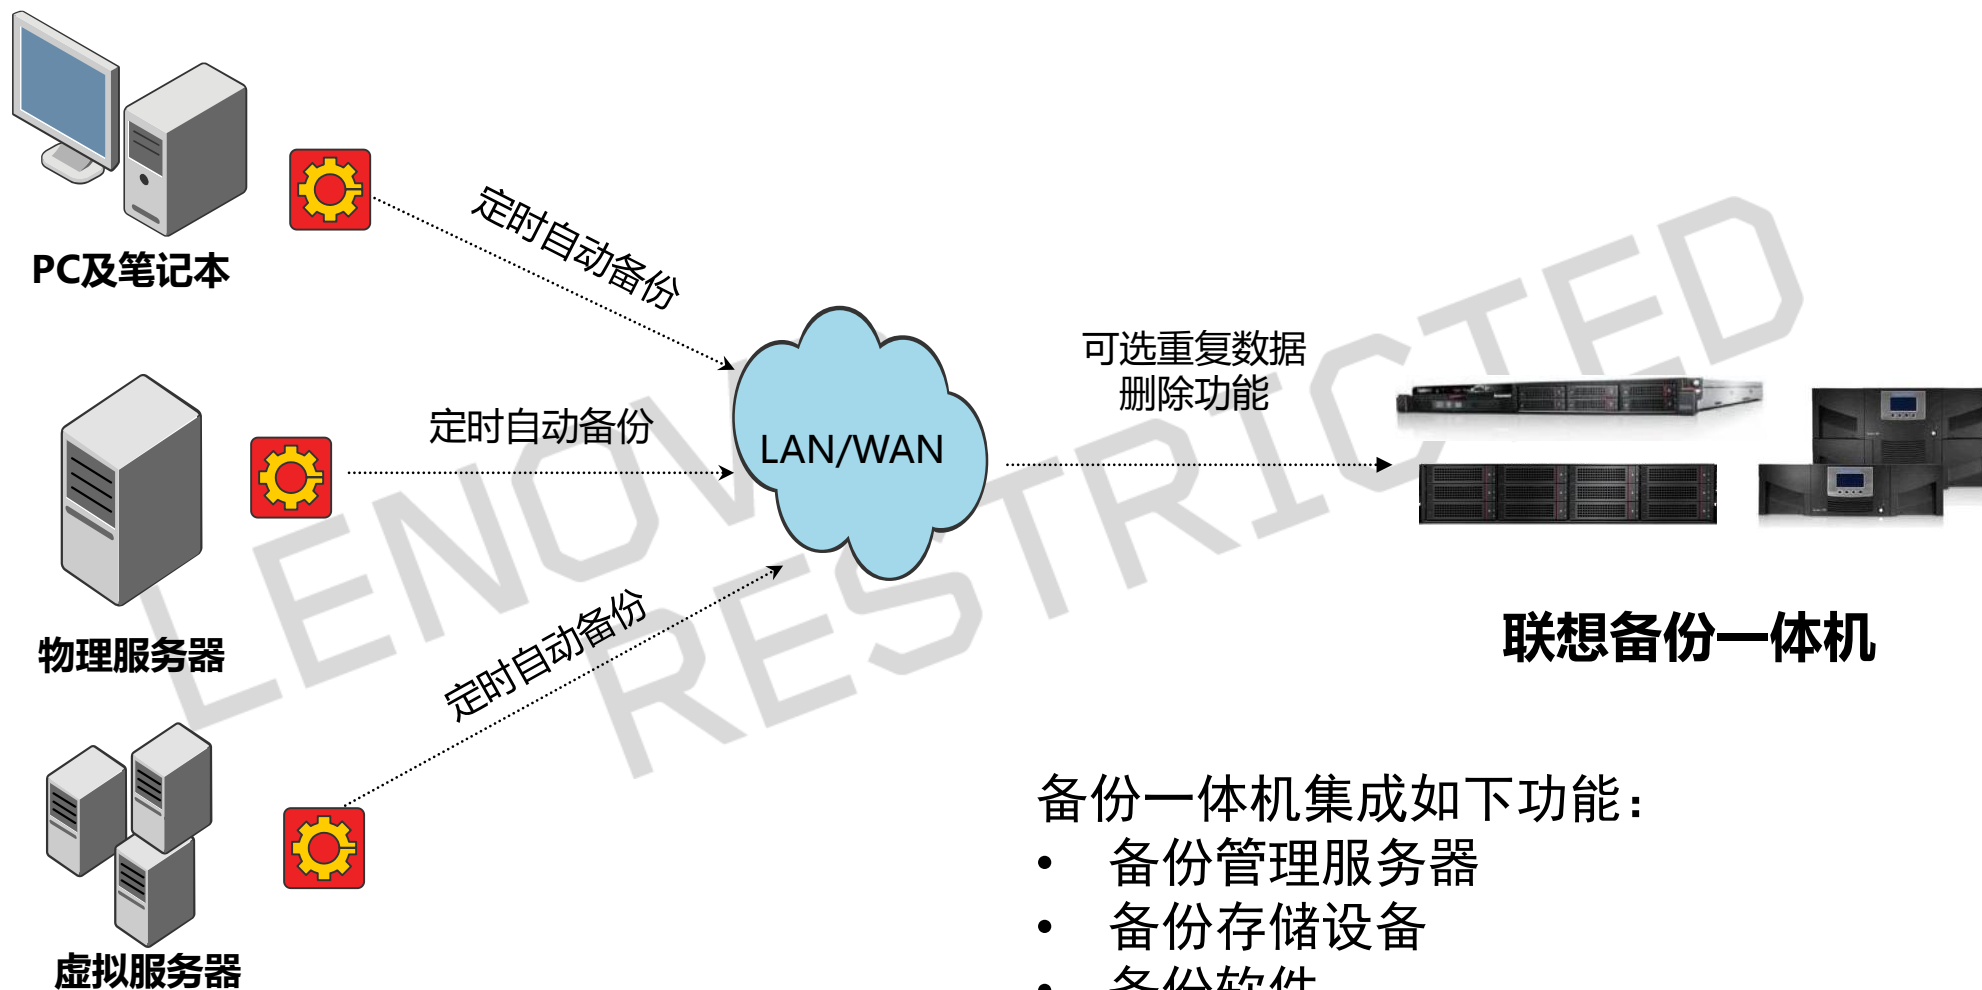 定时自动备份
PC及笔记本
可选重复数据
删除功能
定时自动备份
LAN/WAN
定时自动备份
物理服务器
联想备份一体机
备份一体机集成如下功能：
• 备份管理服务器
• 备份存储设备
• 备份软件
虚拟服务器
LENOVO
RESTRICTED